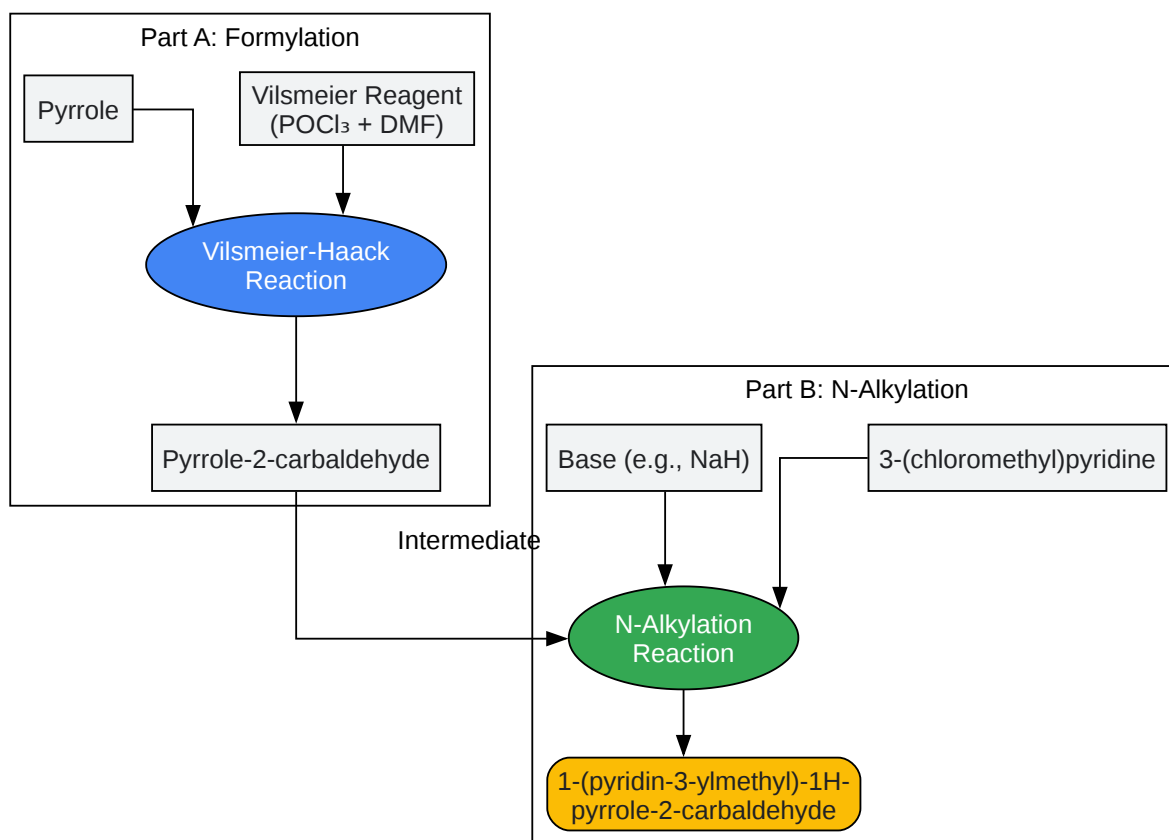 Part A: Formylation
Pyrrole
Vilsmeier Reagent
(POCl₃ + DMF)
Vilsmeier-Haack
Reaction
Pyrrole-2-carbaldehyde
Part B: N-Alkylation
Base (e.g., NaH)
3-(chloromethyl)pyridine
Intermediate
N-Alkylation
Reaction
1-(pyridin-3-ylmethyl)-1H-
pyrrole-2-carbaldehyde